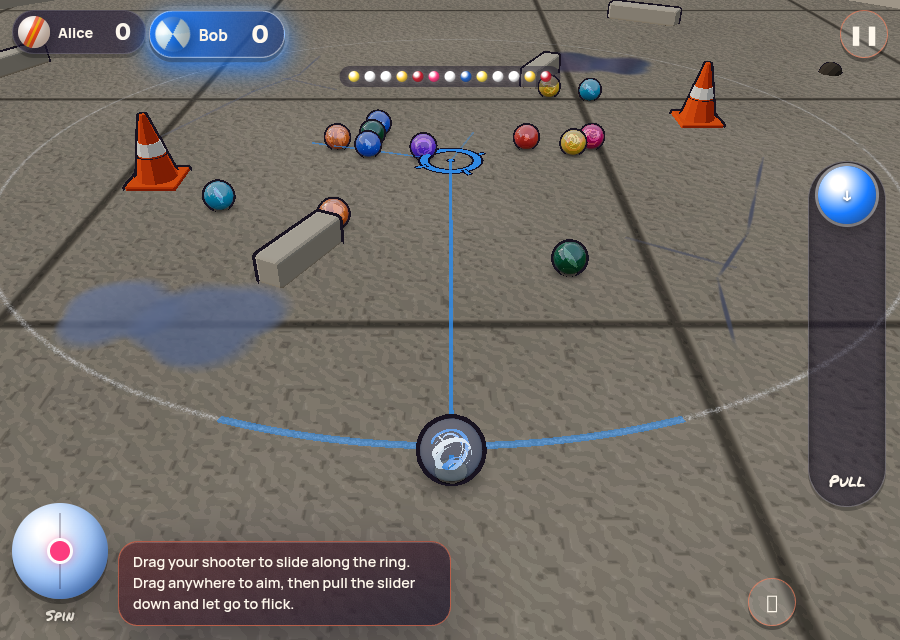 Alice 0
Bob 0
PULL
Drag your shooter to slide along the ring.
Drag anywhere to aim, then pull the slider
down and let go to flick.
SPIN